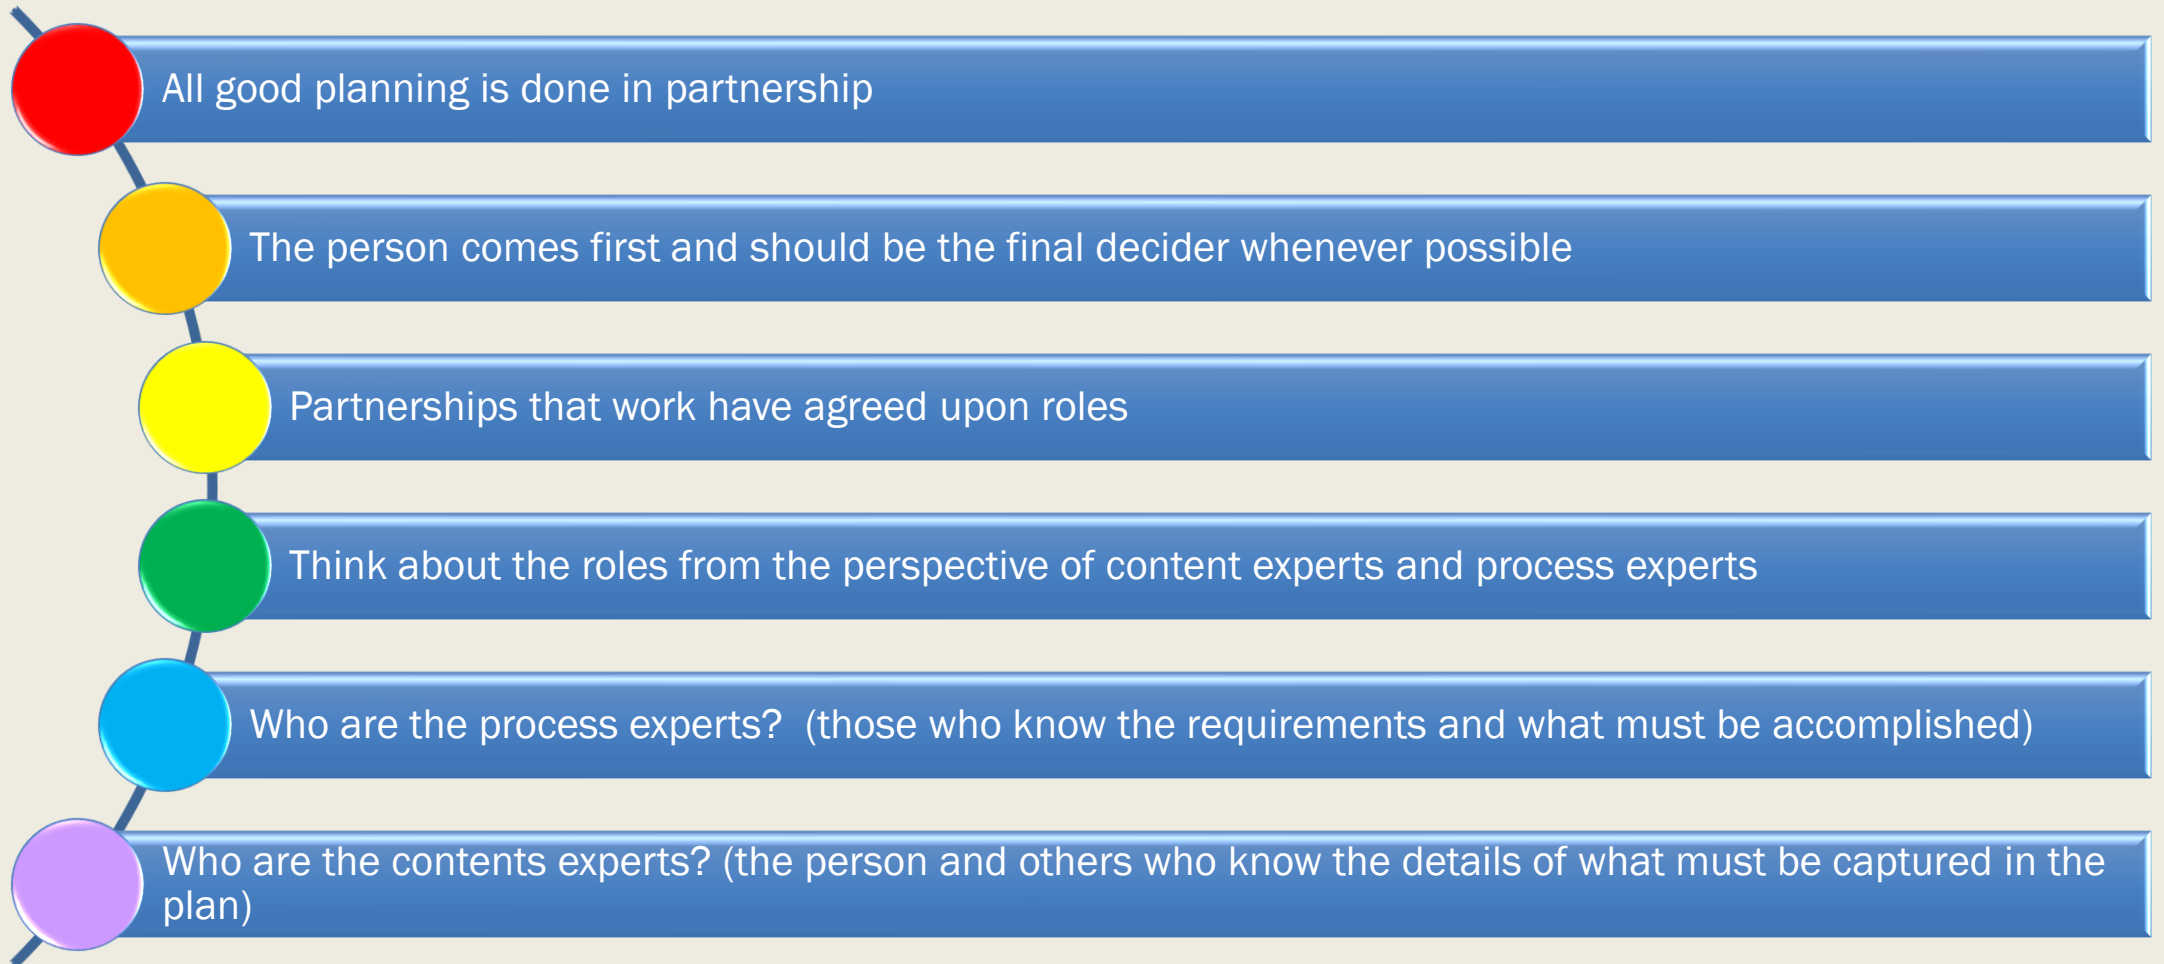 All good planning is done in partnership
The person comes first and should be the final decider whenever possible
Partnerships that work have agreed upon roles
Think about the roles from the perspective of content experts and process experts
Who are the process experts?  (those who know the requirements and what must be accomplished)
Who are the contents experts? (the person and others who know the details of what must be captured in the
plan)